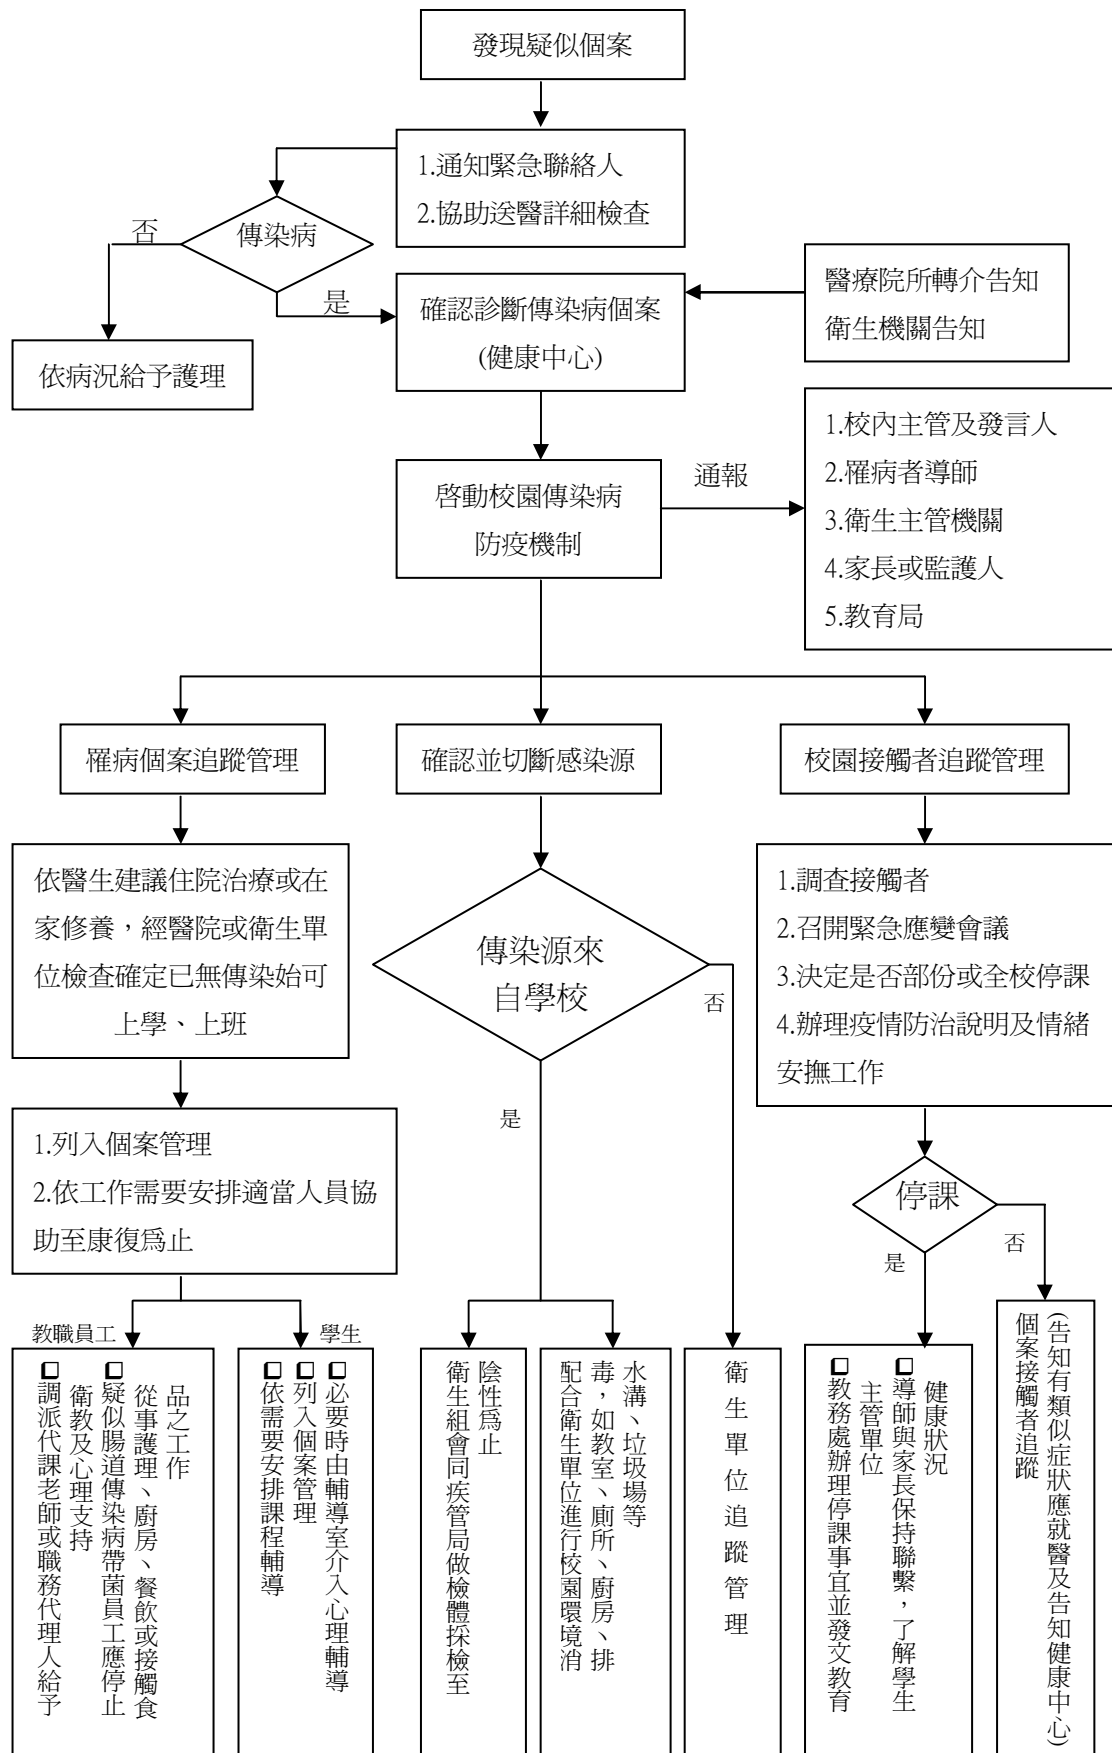 發現疑似個案
1.通知緊急聯絡人
2.協助送醫詳細檢查
傳染病
否
是
依病況給予護理
確認診斷傳染病個案
(健康中心)
醫療院所轉介告知
衛生機關告知
啓動校園傳染病
防疫機制
通報
1.校內主管及發言人
2.罹病者導師
3.衛生主管機關
4.家長或監護人
5.教育局
罹病個案追蹤管理
確認並切斷感染源
校園接觸者追蹤管理
依醫生建議住院治療或在
家修養，經醫院或衛生單
位檢查確定已無傳染始可
上學、上班
傳染源來
自學校
否
是
1.調查接觸者
2.召開緊急應變會議
3.決定是否部份或全校停課
4.辦理疫情防治說明及情緒
安撫工作
1.列入個案管理
2.依工作需要安排適當人員協
助至康復爲止
停課
是
否
教職員工
學生
❑調派代課老師或職務代理人給予
衛教及心理支持
❑疑似腸道傳染病帶菌員工應停止
從事護理、廚房、餐飲或接觸食
品之工作
❑依需要安排課程輔導
❑列入個案管理
❑必要時由輔導室介入心理輔導
衛生組會同疾管局做檢體採檢至
陰性爲止
配合衛生單位進行校園環境消
毒，如教室、廁所、廚房、排
水溝、垃圾場等
衛生單位追蹤管理
❑教務處辦理停課事宜並發文教育
主管單位
❑導師與家長保持聯繫，了解學生
健康狀況
個案接觸者追蹤
(告知有類似症狀應就醫及告知健康中心)